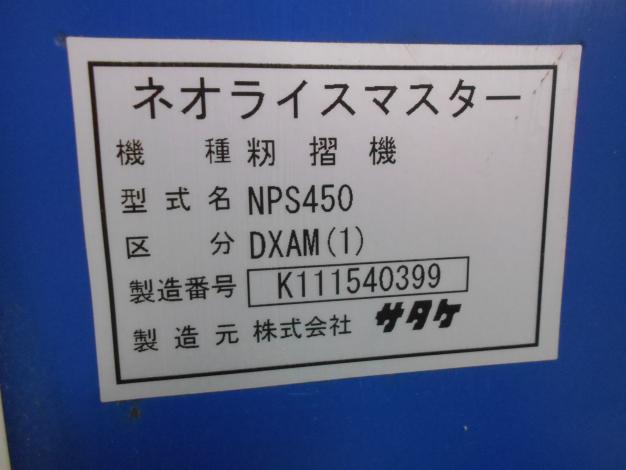 ネオライスマスター
機種 籾摺機
型式名 NPS450
区分 DXAM(1)
製造番号 K111540399
製造元 株式会社 サタケ